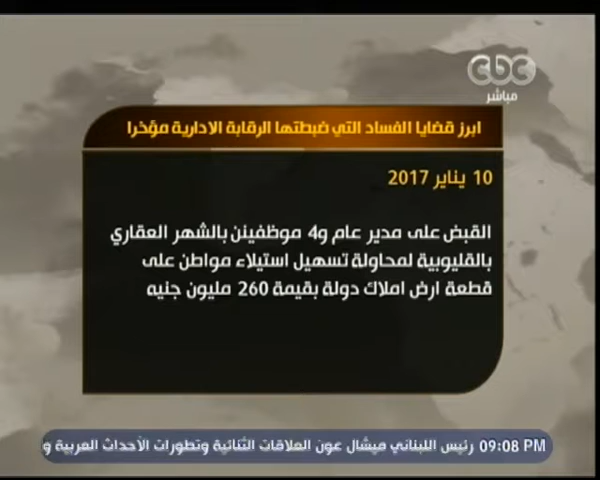 cbc
مباشر
ابرز قضايا الفساد التي ضبطتها الرقابة الادارية مؤخرا
10 يناير 2017
القبض على مدير عام و4 موظفينن بالشهر العقاري
بالقليوبية لمحاولة تسهيل استيلاء مواطن على
قطعة ارض املاك دولة بقيمة 260 مليون جنيه
09:08 PM رئيس اللبناني ميشال عون العلاقات الثنائية وتطورات الأحداث العربية و